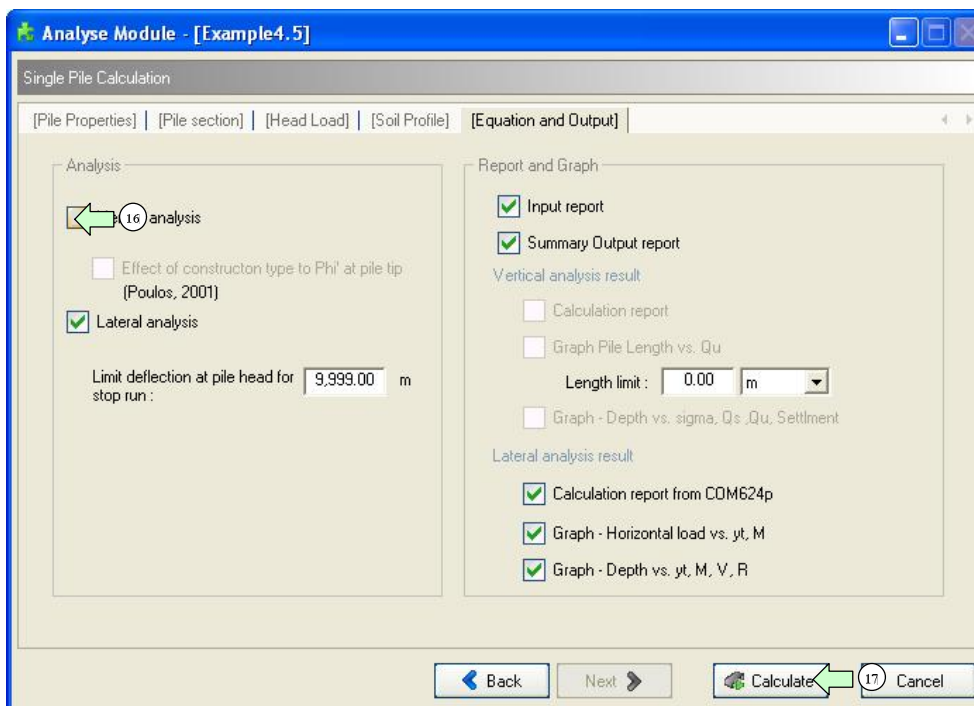 Analyse Module - [Example4.5]
Single Pile Calculation
[Pile Properties] [Pile section] [Head Load] [Soil Profile] [Equation and Output]
Analysis
16 analysis
Effect of constructon type to Phi' at pile tip
(Poulos, 2001)
Lateral analysis
Limit deflection at pile head for
stop run :
9,999.00 m
Report and Graph
Input report
Summary Output report
Vertical analysis result
Calculation report
Graph Pile Length vs. Qu
Length limit : 0.00 m
Graph - Depth vs. sigma, Qs ,Qu, Settlment
Lateral analysis result
Calculation report from COM624p
Graph - Horizontal load vs. yt, M
Graph - Depth vs. yt, M, V, R
Back Next Calculate 17 Cancel